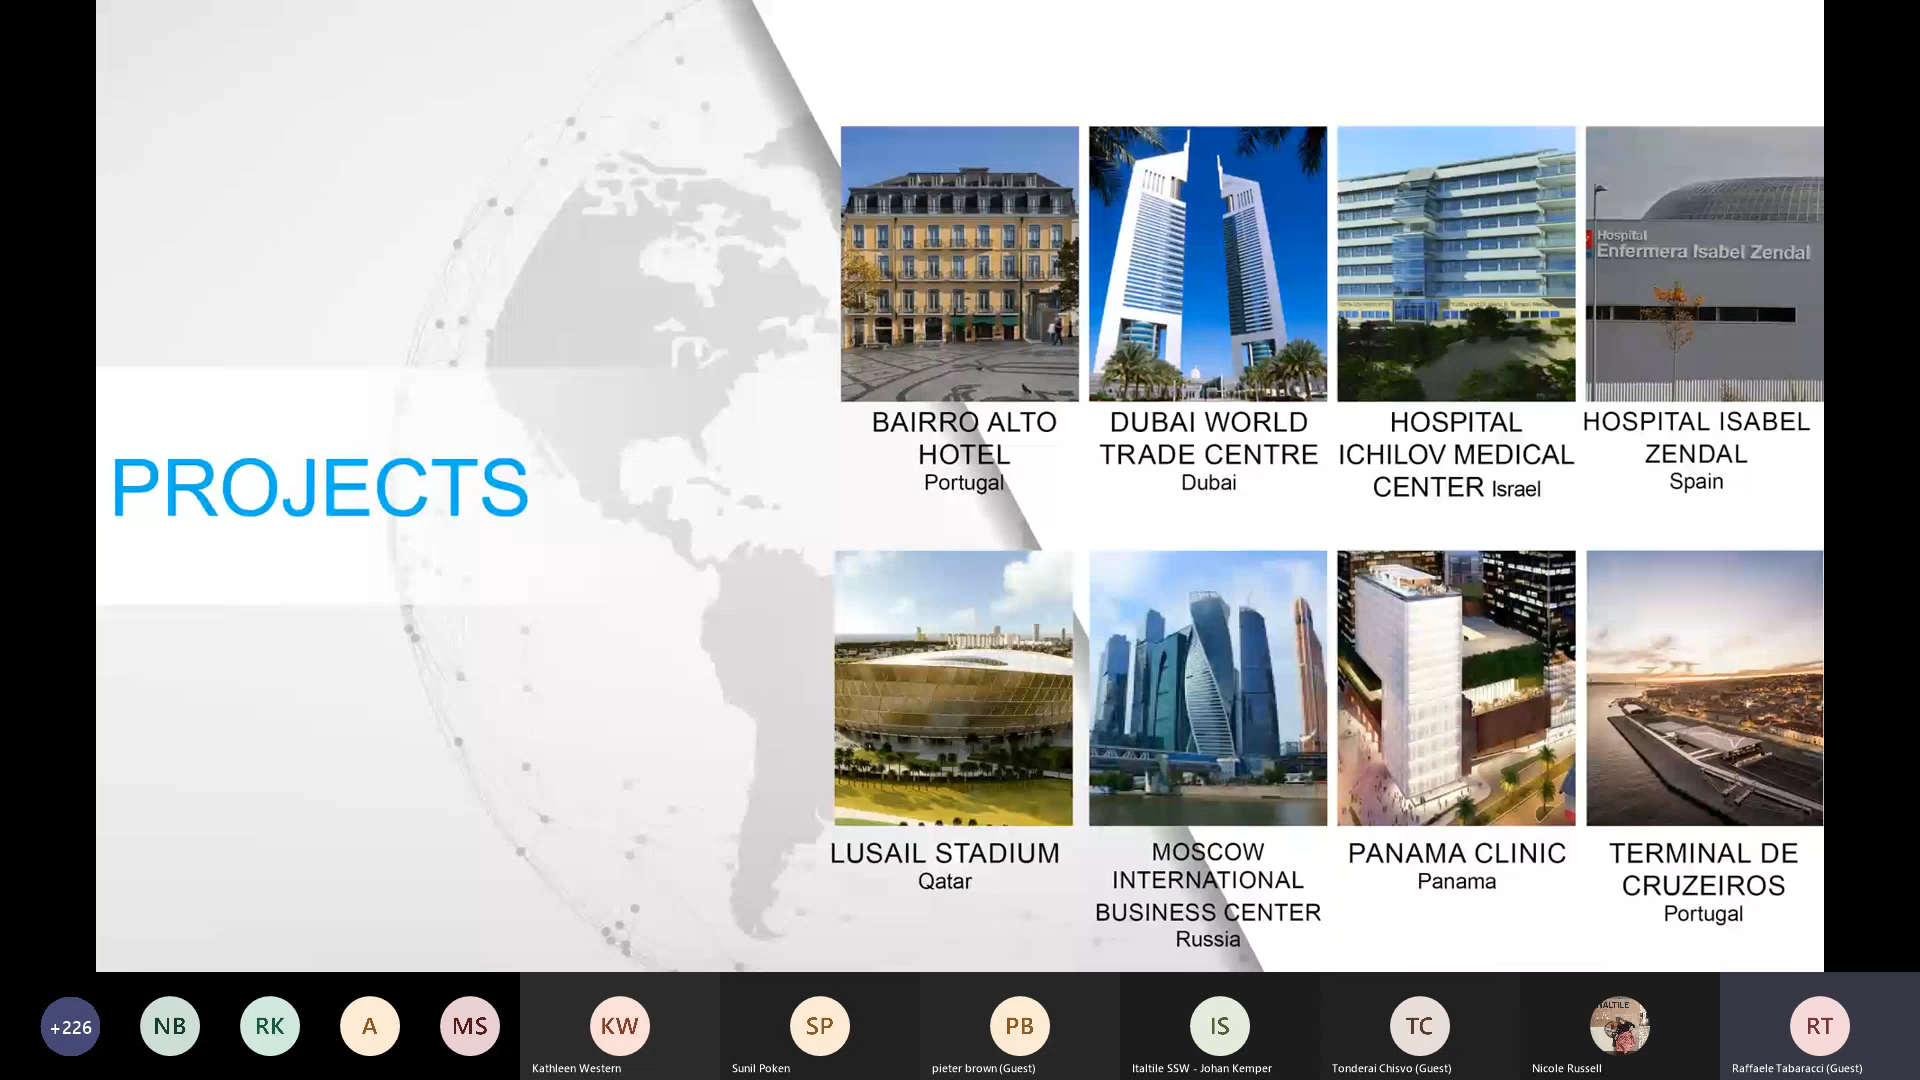 PROJECTS
Hospital
Enfermera Isabel Zendal
BAIRRO ALTO
HOTEL
Portugal
DUBAI WORLD
TRADE CENTRE
Dubai
HOSPITAL
ICHILOV MEDICAL
CENTER Israel
HOSPITAL ISABEL
ZENDAL
Spain
LUSAIL STADIUM
Qatar
MOSCOW
INTERNATIONAL
BUSINESS CENTER
Russia
PANAMA CLINIC
Panama
TERMINAL DE
CRUZEIROS
Portugal
+226
NB
RK
A
MS
KW
Kathleen Western
SP
Sunil Poken
PB
pieter brown (Guest)
IS
Italtile SSW - Johan Kemper
TC
Tonderai Chisvo (Guest)
Nicole Russell
RT
Raffaele Tabaracci (Guest)